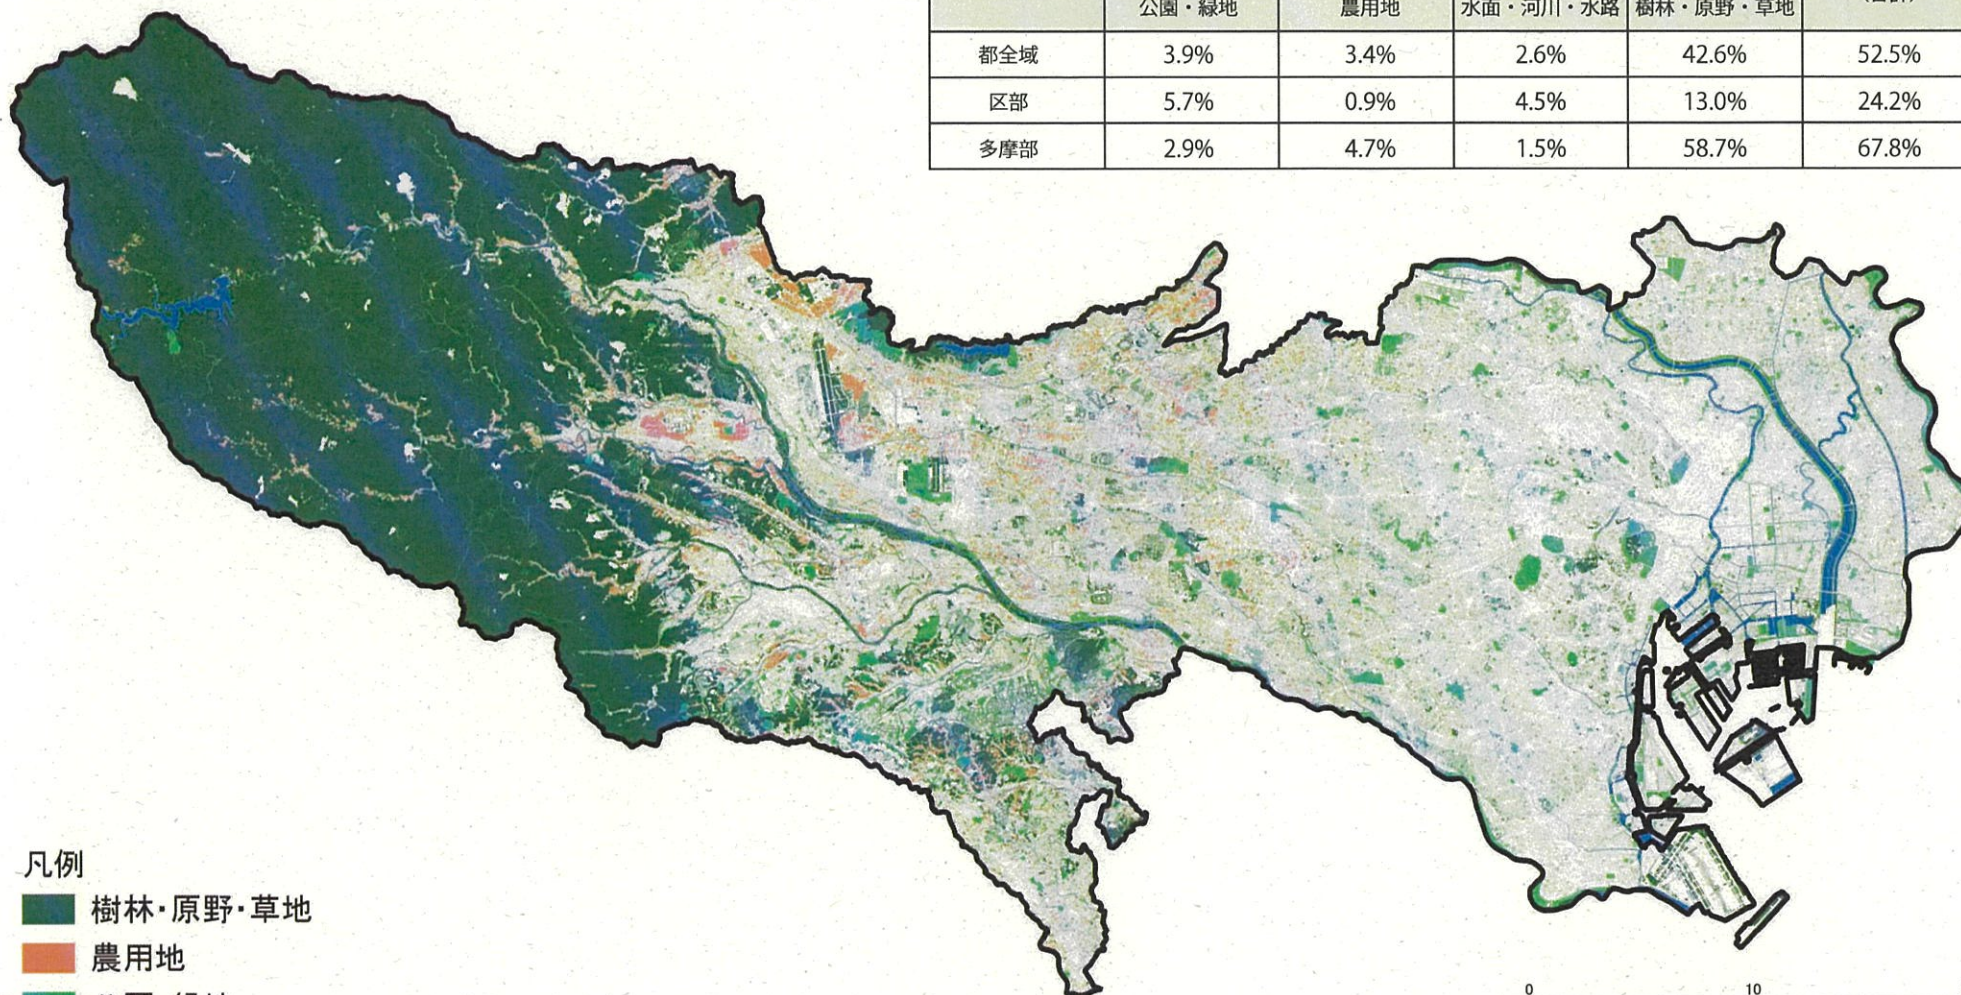 公園・緑地 農用地 水面・河川・水路 樹林・原野・草地
都全域 3.9% 3.4% 2.6% 42.6% 52.5%
区部 5.7% 0.9% 4.5% 13.0% 24.2%
多摩部 2.9% 4.7% 1.5% 58.7% 67.8%
凡例
樹林・原野・草地
農用地
0 10